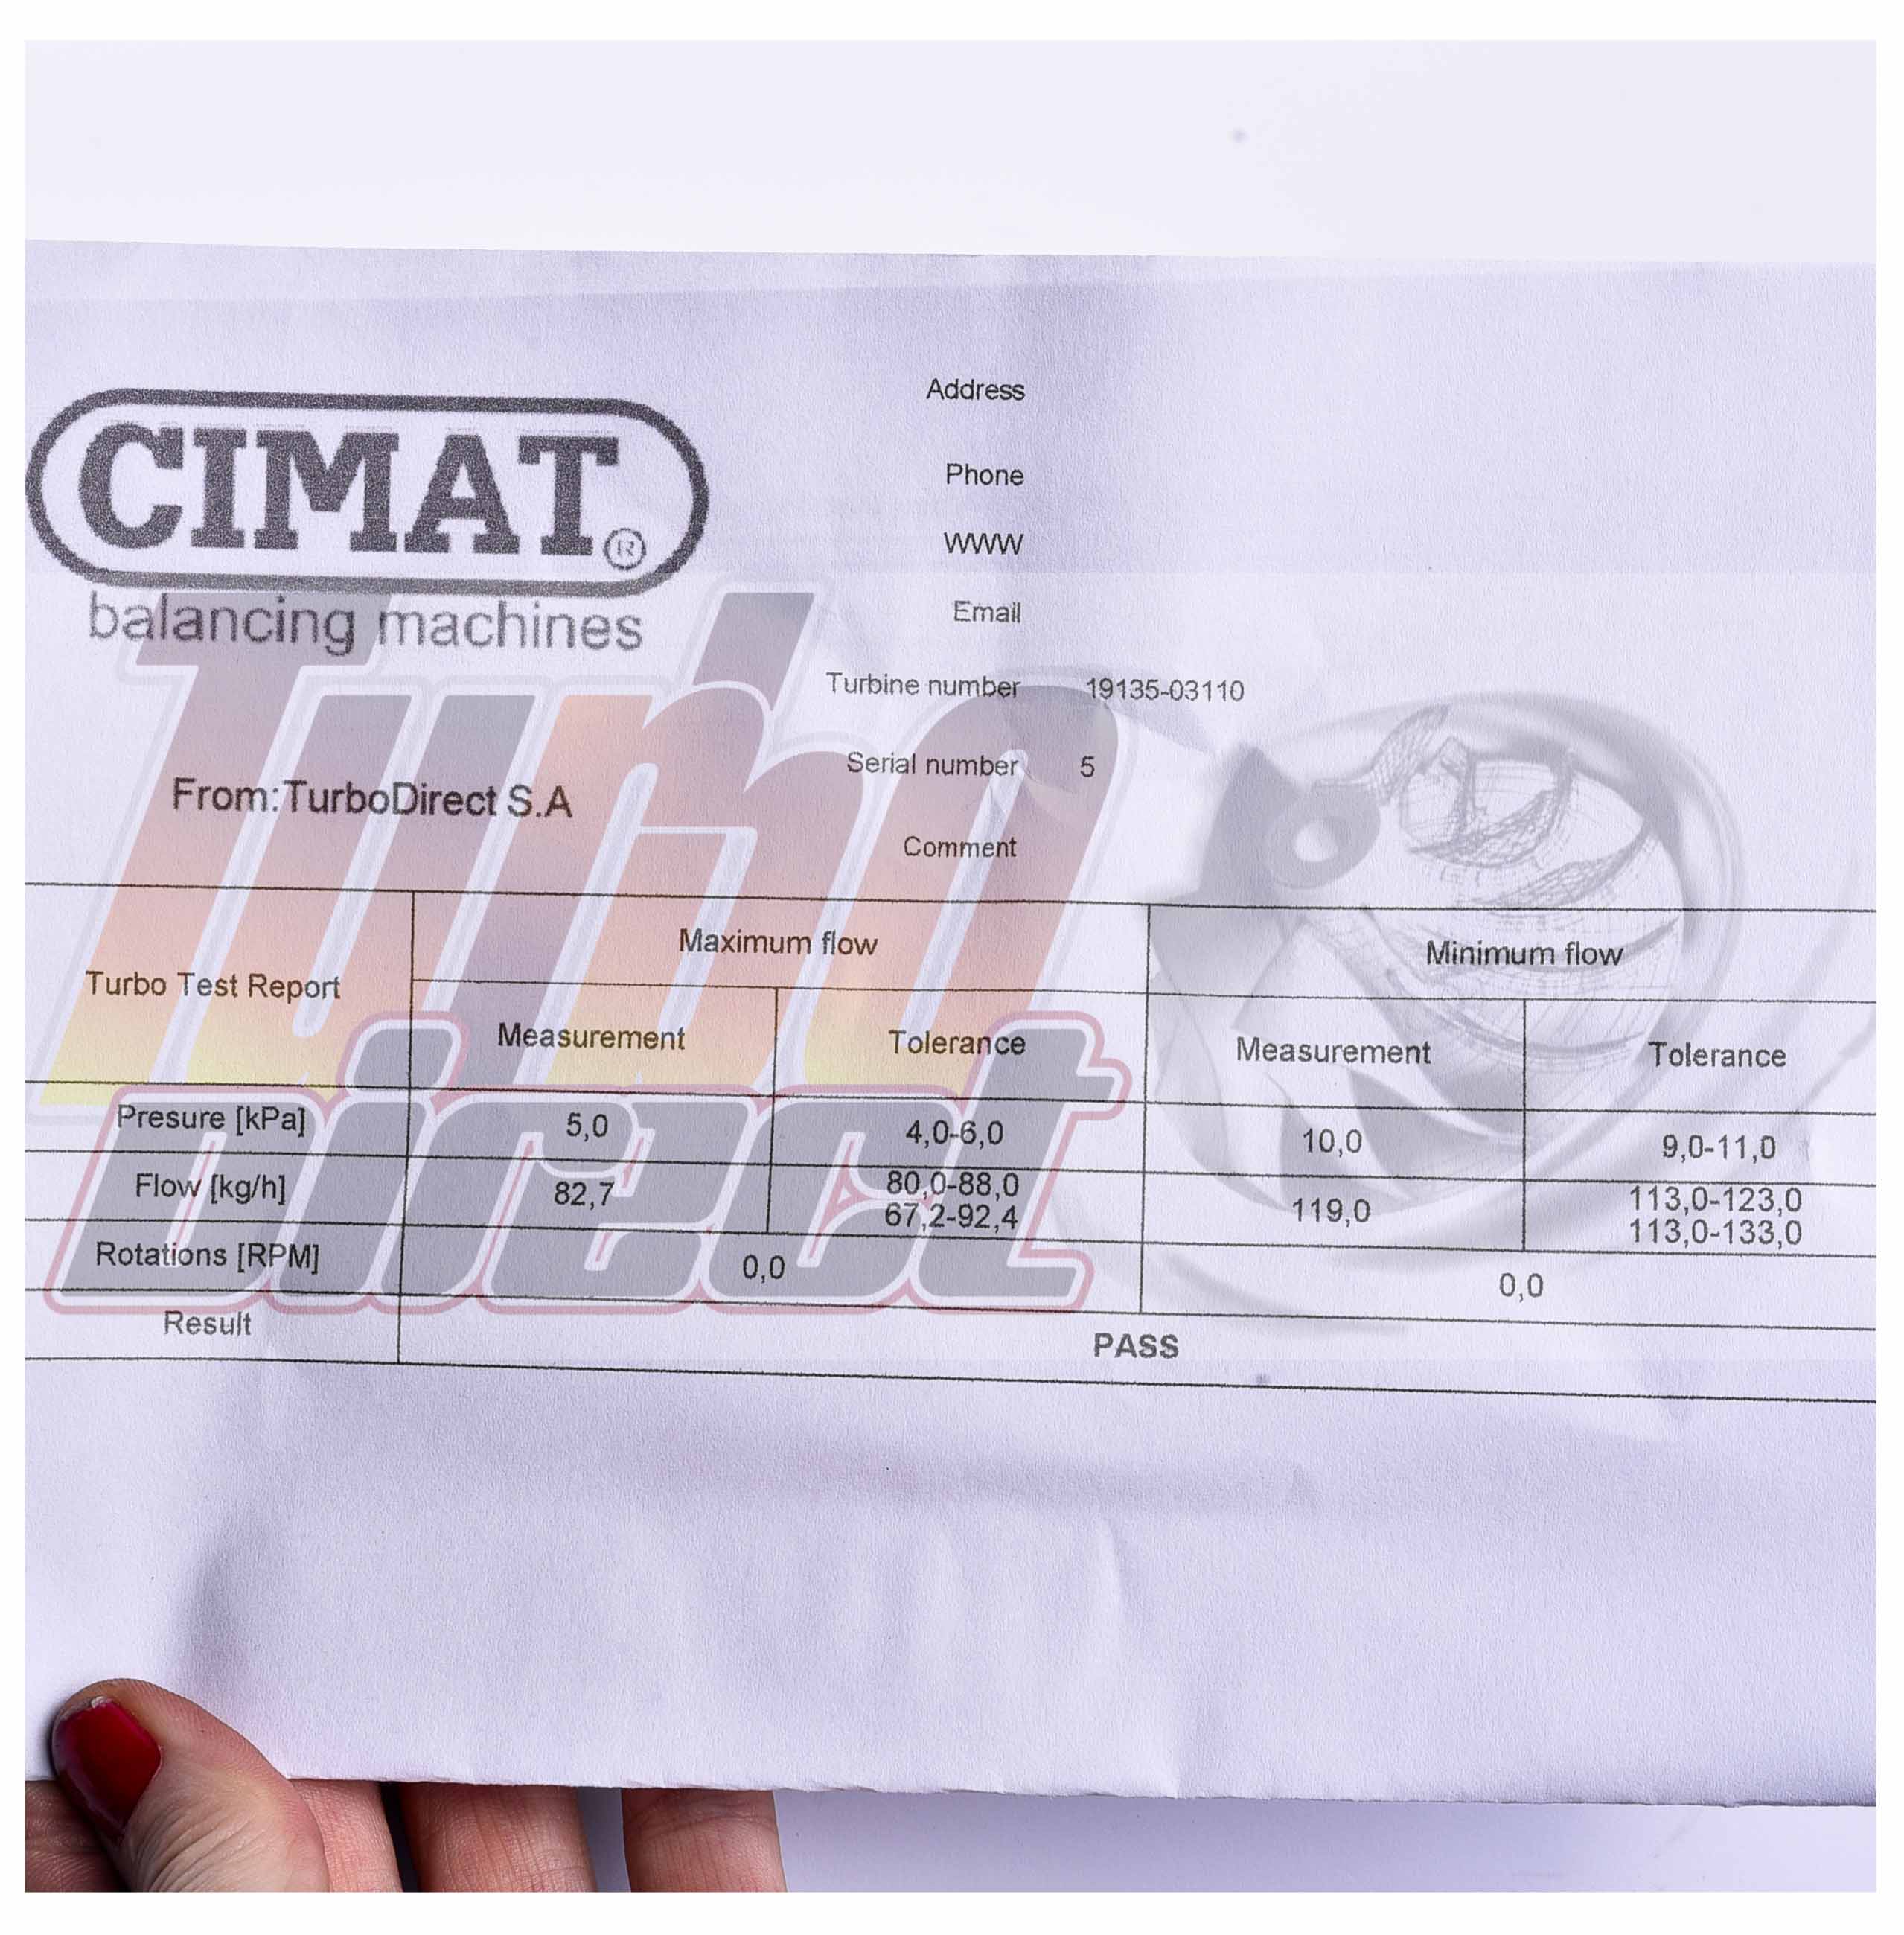 CIMAT®
balancing machines
From:TurboDirect S.A
Address
Phone
WWW
Email
Turbine number 19135-03110
Serial number 5
Comment
Turbo Direct
Turbo Test Report
Maximum flow
Minimum flow
Measurement Tolerance Measurement Tolerance
Presure [kPa] 5,0 4,0-6,0 10,0 9,0-11,0
Flow [kg/h] 82,7 80,0-88,0 119,0 113,0-123,0
67,2-92,4 113,0-133,0
Rotations [RPM] 0,0 0,0
Result PASS